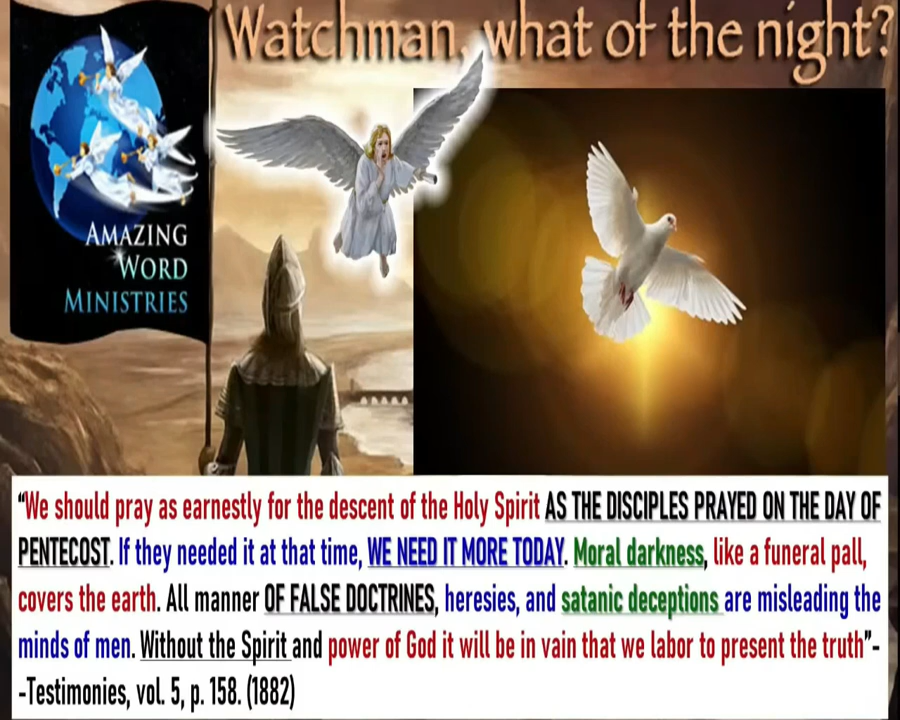 Watchman, what of the night?
AMAZING
WORD
MINISTRIES
“We should pray as earnestly for the descent of the Holy Spirit AS THE DISCIPLES PRAYED ON THE DAY OF
PENTECOST. If they needed it at that time, WE NEED IT MORE TODAY. Moral darkness, like a funeral pall,
covers the earth. All manner OF FALSE DOCTRINES, heresies, and satanic deceptions are misleading the
minds of men. Without the Spirit and power of God it will be in vain that we labor to present the truth”-
-Testimonies, vol. 5, p. 158. (1882)